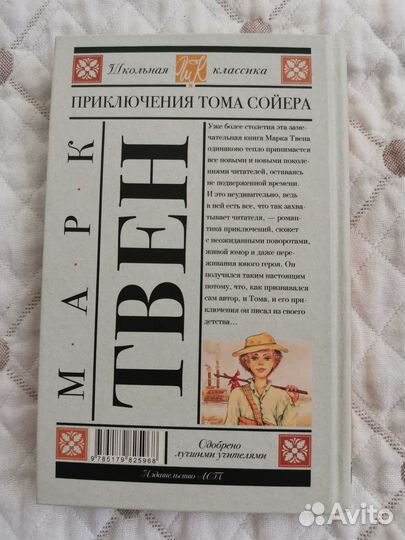 Школьная классика
ПРИКЛЮЧЕНИЯ ТОМА СОЙЕРА
МАРК
ТВЕН
Уже более столетия эта заме-
чательная книга Марка Твена
одинаково тепло принимается
все новыми и новыми поколе-
ниями читателей, оставаясь
не подверженной времени.
И это неудивительно, ведь
в ней есть все, что так захва-
тывает читателя, — роман-
тика приключений, сюжет
с неожиданными поворотами,
живой юмор и даже пере-
живания юного героя. Он
получился таким настоящим
потому, что, как признавался
сам автор, и Тома, и его при-
ключения он писал из своего
детства...
9 785179 825968
Одобрено
лучшими учителями
Издательство АСТ
Avito